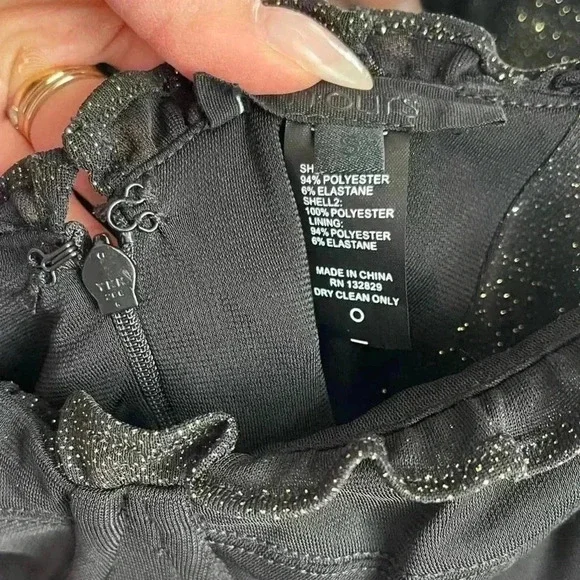 94% POLYESTER
6% ELASTANE
SHELL2:
100% POLYESTER
LINING:
94% POLYESTER
6% ELASTANE
MADE IN CHINA
RN 132829
DRY CLEAN ONLY
O